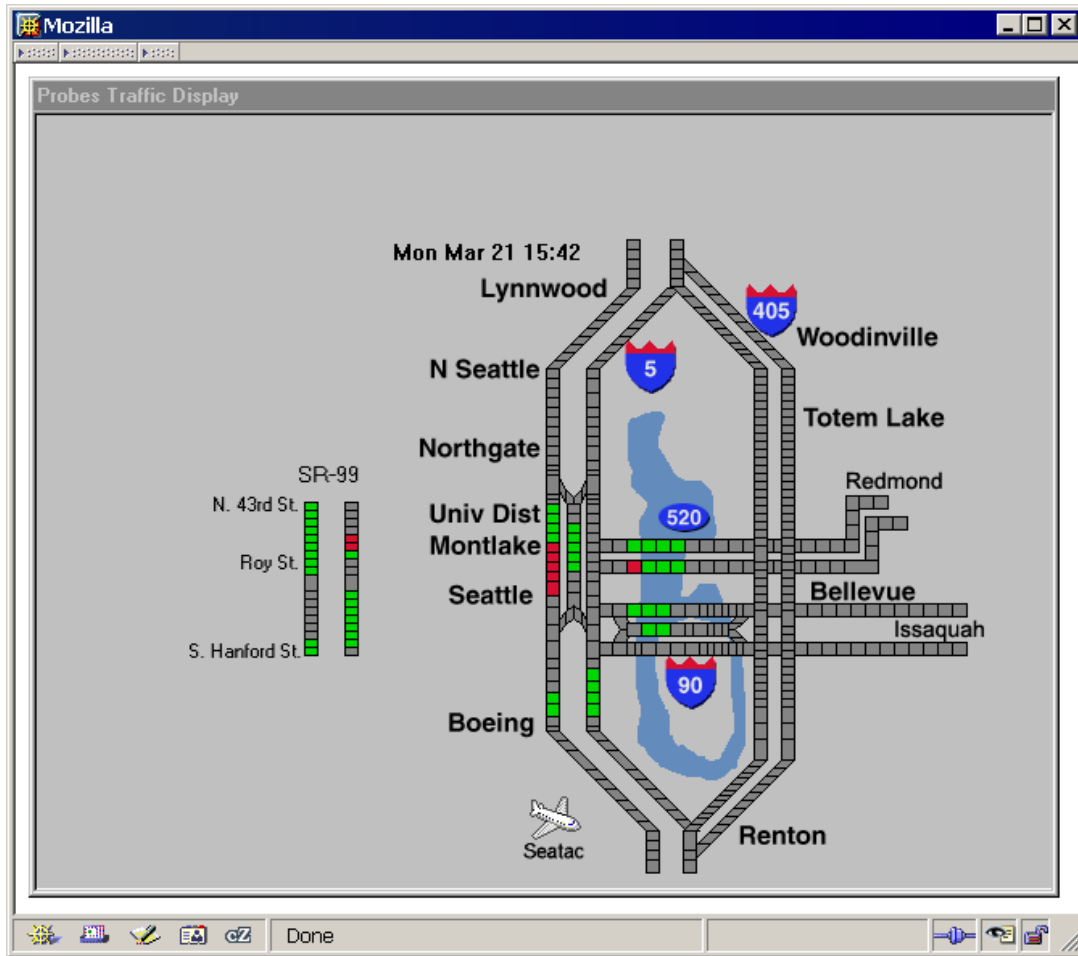 Mozilla
Probes Traffic Display
Mon Mar 21 15:42
Lynnwood
405
Woodinville
N Seattle
5
Totem Lake
Northgate
SR-99
Redmond
N. 43rd St.
Univ Dist
520
Montlake
Roy St.
Seattle
Bellevue
Issaquah
S. Hanford St.
90
Boeing
Seatac
Renton
Done